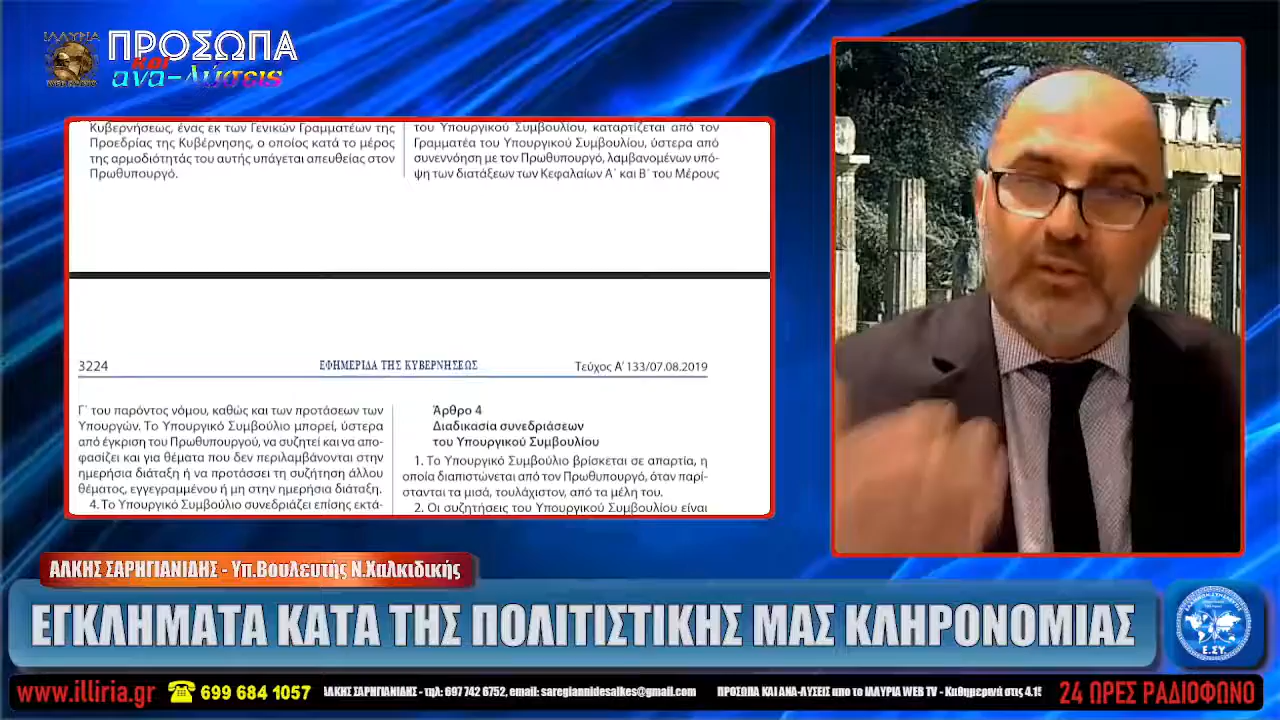 ΙΛΛΥΡΙΑ
WEB RADIO
ΠΡΟΣΩΠΑ
και
ανα-λύσεις
Κυβερνήσεως, ένας εκ των Γενικών Γραμματέων της
Προεδρίας της Κυβέρνησης, ο οποίος κατά το μέρος
της αρμοδιότητάς του αυτής υπάγεται απευθείας στον
Πρωθυπουργό.
του Υπουργικού Συμβουλίου, καταρτίζεται από τον
Γραμματέα του Υπουργικού Συμβουλίου, ύστερα από
συνεννόηση με τον Πρωθυπουργό, λαμβανομένων υπό-
ψη των διατάξεων των Κεφαλαίων Α΄ και Β΄ του Μέρους
3224
ΕΦΗΜΕΡΙΔΑ ΤΗΣ ΚΥΒΕΡΝΗΣΕΩΣ
Τεύχος Α’ 133/07.08.2019
Γ΄ του παρόντος νόμου, καθώς και των προτάσεων των
Υπουργών. Το Υπουργικό Συμβούλιο μπορεί, ύστερα
από έγκριση του Πρωθυπουργού, να συζητεί και να απο-
φασίζει και για θέματα που δεν περιλαμβάνονται στην
ημερήσια διάταξη ή να προτάσσει τη συζήτηση άλλου
θέματος, εγγεγραμμένου ή μη στην ημερήσια διάταξη.
4. Το Υπουργικό Συμβούλιο συνεδριάζει επίσης εκτά-
Άρθρο 4
Διαδικασία συνεδριάσεων
του Υπουργικού Συμβουλίου
1. Το Υπουργικό Συμβούλιο βρίσκεται σε απαρτία, η
οποία διαπιστώνεται από τον Πρωθυπουργό, όταν παρί-
στανται τα μισά, τουλάχιστον, από τα μέλη του.
2. Οι συζητήσεις του Υπουργικού Συμβουλίου είναι
ΑΛΚΗΣ ΣΑΡΗΓΙΑΝΙΔΗΣ - Υπ.Βουλευτής Ν.Χαλκιδικής
ΕΓΚΛΗΜΑΤΑ ΚΑΤΑ ΤΗΣ ΠΟΛΙΤΙΣΤΙΚΗΣ ΜΑΣ ΚΛΗΡΟΝΟΜΙΑΣ
Ε.ΣΥ.
www.illiria.gr
699 684 1057
ΑΛΚΗΣ ΣΑΡΗΓΙΑΝΙΔΗΣ - τηλ: 697 742 6752, email: saregiannidesalkes@gmail.com
ΠΡΟΣΩΠΑ ΚΑΙ ΑΝΑ-ΛΥΣΕΙΣ απο το ΙΛΛΥΡΙΑ WEB TV - Καθημερινά στις 4.1!
24 ΩΡΕΣ ΡΑΔΙΟΦΩΝΟ